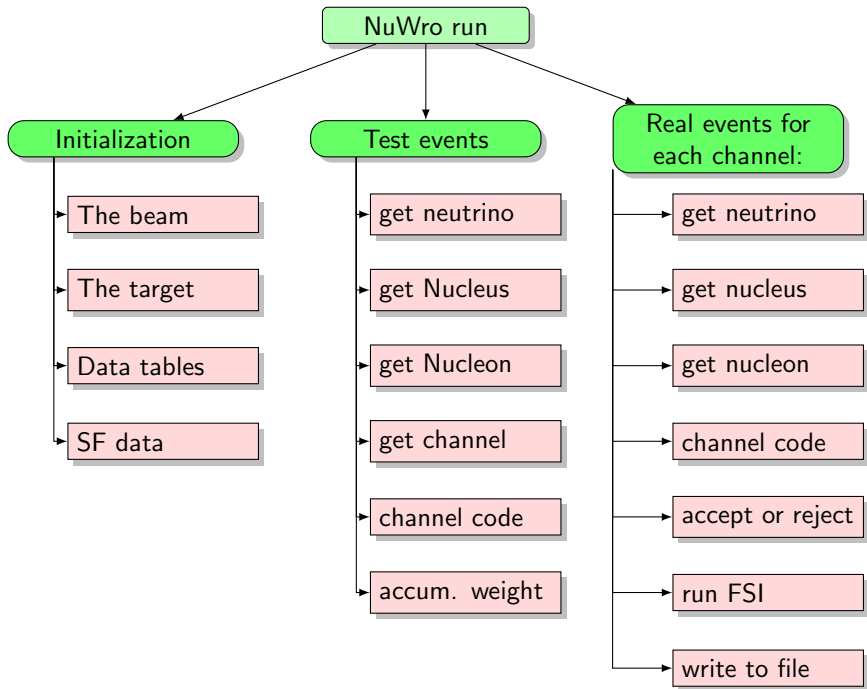 NuWro run
Initialization
The beam
The target
Data tables
SF data
Test events
get neutrino
get Nucleus
get Nucleon
get channel
channel code
accum. weight
Real events for
each channel:
get neutrino
get nucleus
get nucleon
channel code
accept or reject
run FSI
write to file